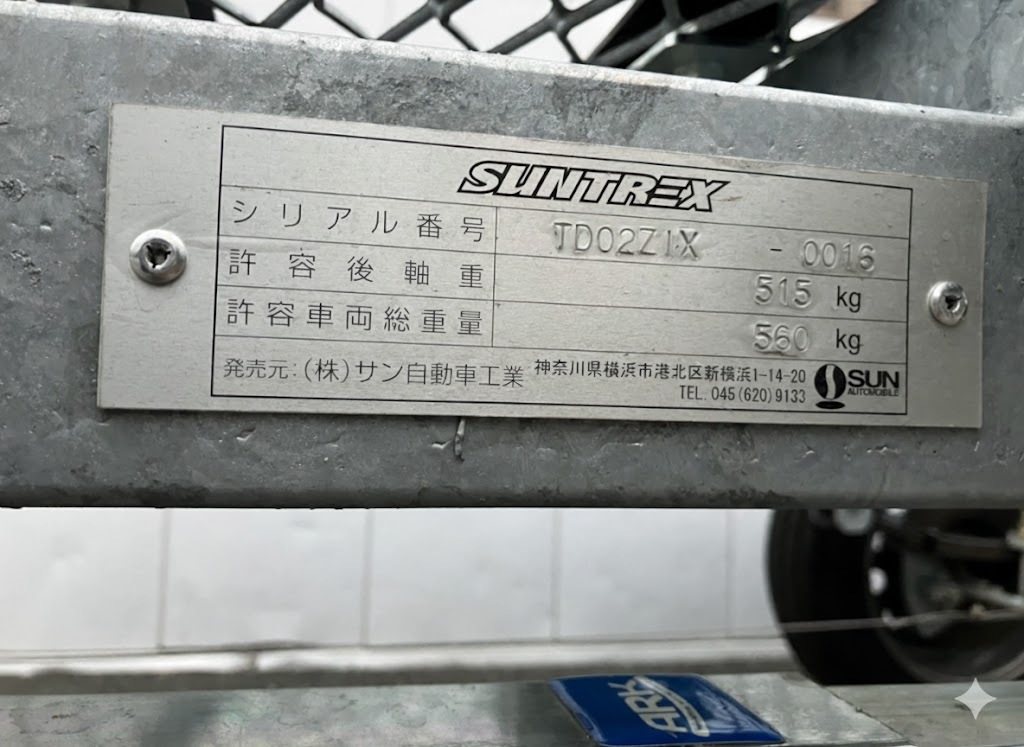 SUNTREX
シリアル番号 TD02Z1X - 0016
許容後軸重 515 kg
許容車両総重量 560 kg
発売元:(株)サン自動車工業 神奈川県横浜市港北区新横浜1-14-20
TEL. 045(620)9133
SUN
AUTOMOBILE
ARK